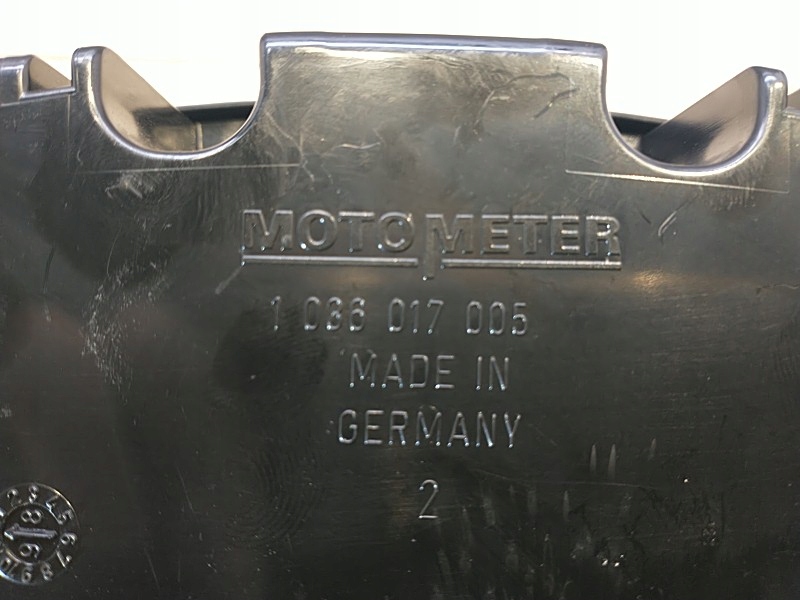 MOTOMETER
1 036 017 005
MADE IN
GERMANY
2